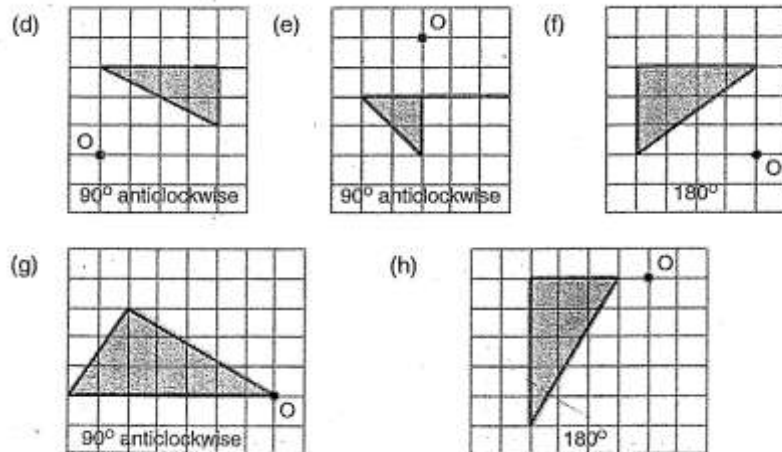 (d) O 90° anticlockwise
(e) O 90° anticlockwise
(f) O 180°
(g) O 90° anticlockwise
(h) O 180°